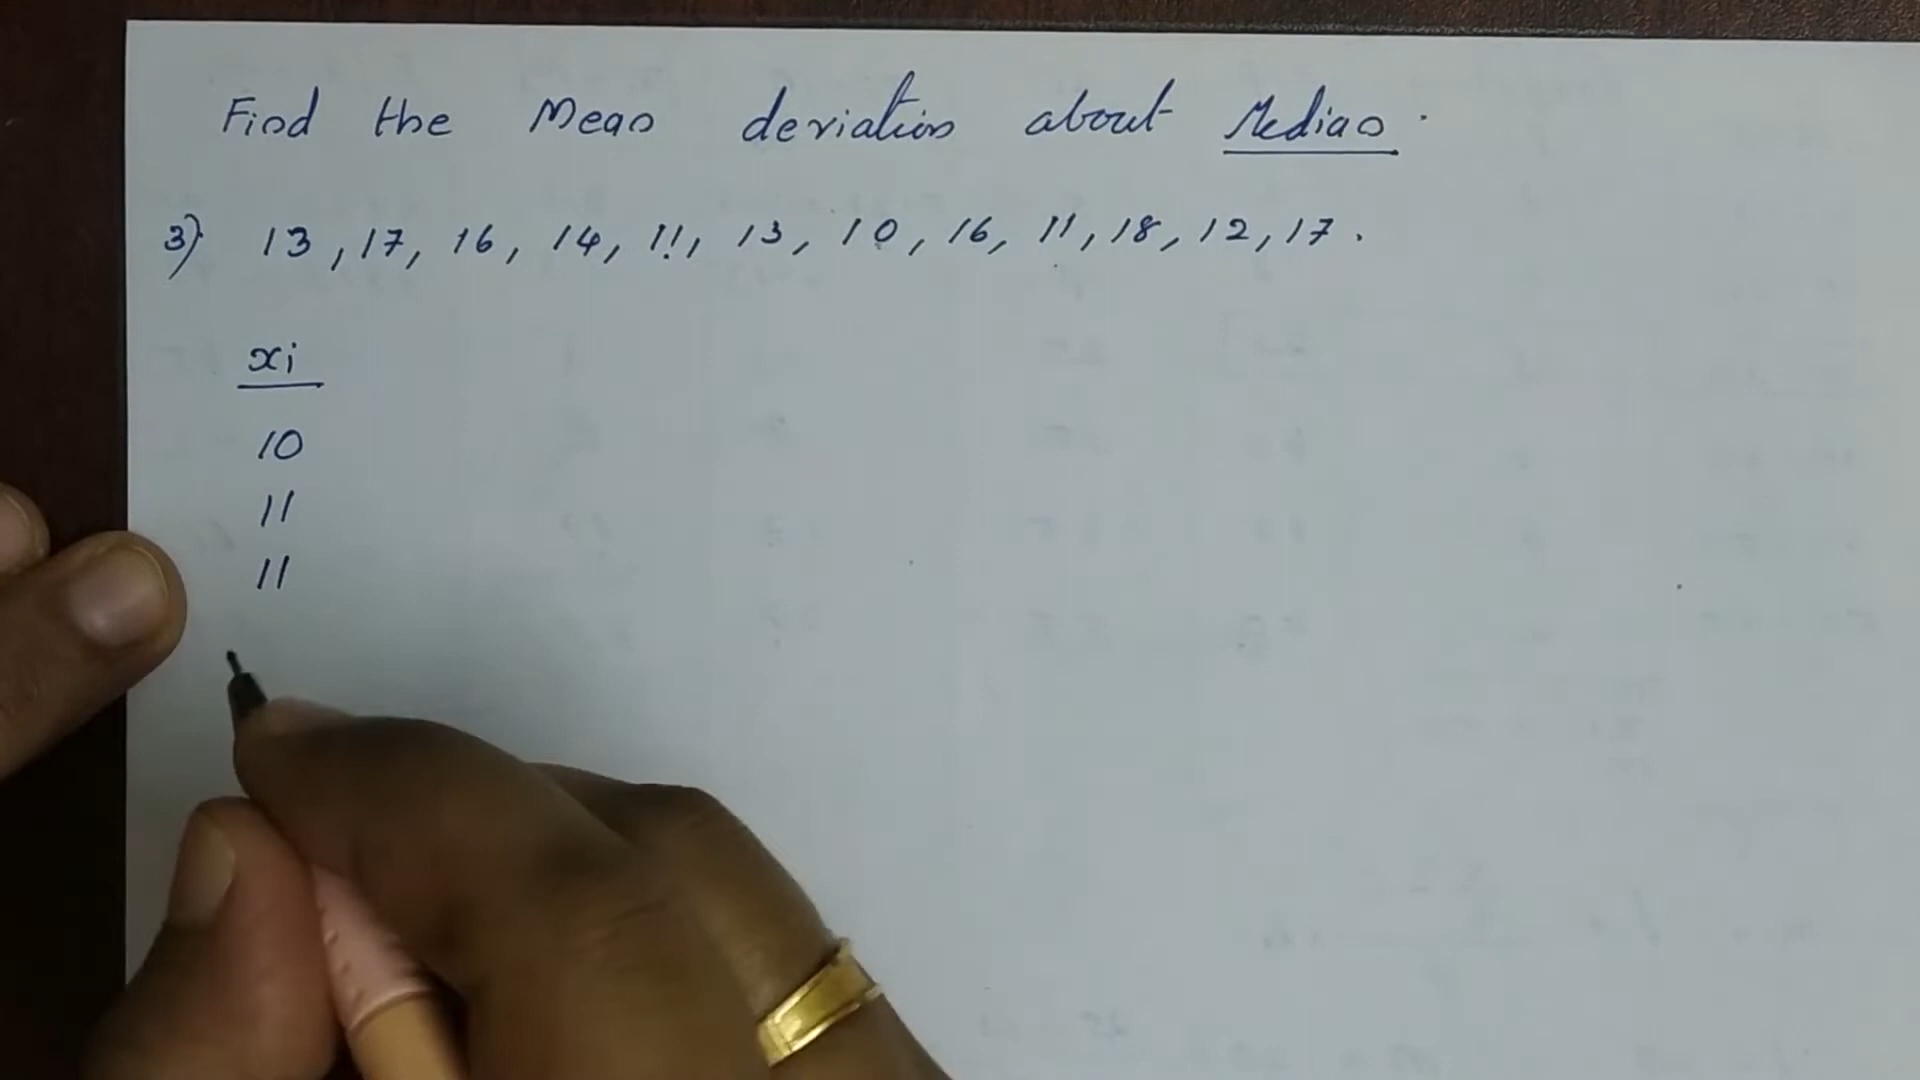 Find the Mean deviation about Median.
3) 13, 17, 16, 14, 11, 13, 10, 16, 11, 18, 12, 17.
xi
10
11
11